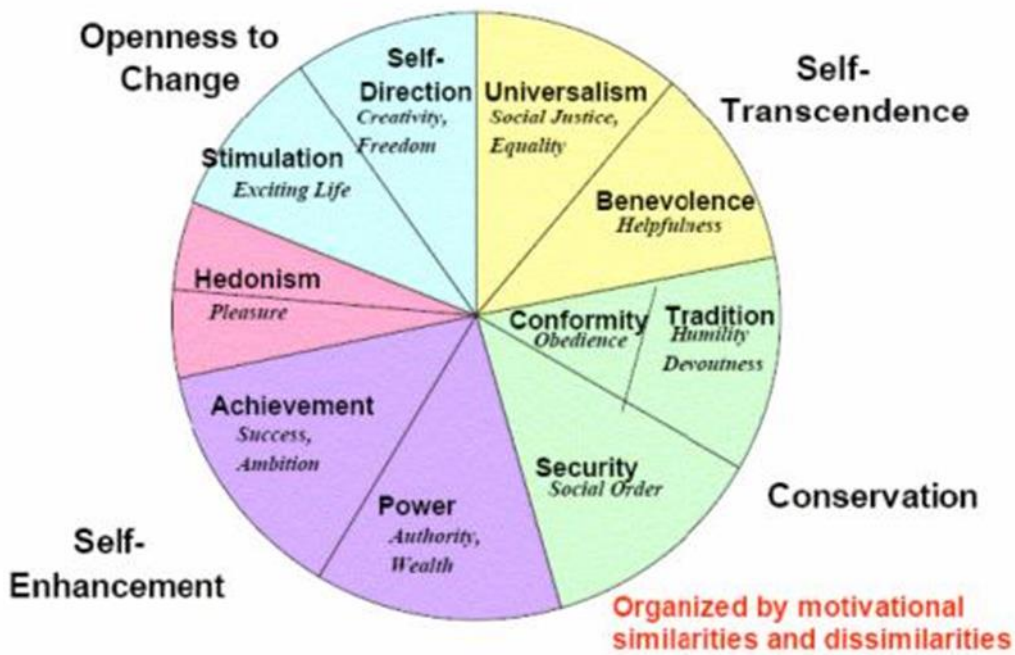 Openness to
Change
Self-
Direction
Creativity,
Freedom
Universalism
Social Justice,
Equality
Self-
Transcendence
Stimulation
Exciting Life
Benevolence
Helpfulness
Hedonism
Pleasure
Conformity
Obedience
Tradition
Humility
Devoutness
Achievement
Success,
Ambition
Security
Social Order
Power
Authority,
Wealth
Conservation
Self-
Enhancement
Organized by motivational
similarities and dissimilarities